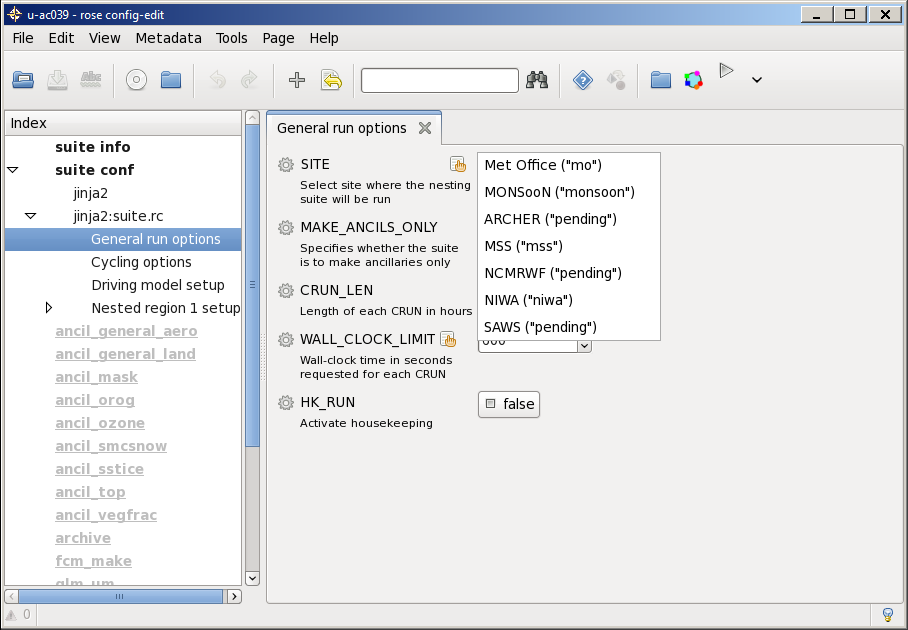 u-ac039 - rose config-edit
File Edit View Metadata Tools Page Help
Abc
Index
suite info
suite conf
jinja2
jinja2:suite.rc
General run options
Cycling options
Driving model setup
Nested region 1 setup
ancil_general_aero
ancil_general_land
ancil_mask
ancil_orog
ancil_ozone
ancil_smcsnow
ancil_sstice
ancil_top
ancil_vegfrac
archive
fcm_make
glm_um
0
General run options
SITE
Select site where the nesting
suite will be run
MAKE_ANCILS_ONLY
Specifies whether the suite
is to make ancillaries only
CRUN_LEN
Length of each CRUN in hours
WALL_CLOCK_LIMIT
Wall-clock time in seconds
requested for each CRUN
HK_RUN
Activate housekeeping
Met Office ("mo")
MONSooN ("monsoon")
ARCHER ("pending")
MSS ("mss")
NCMRWF ("pending")
NIWA ("niwa")
SAWS ("pending")
false